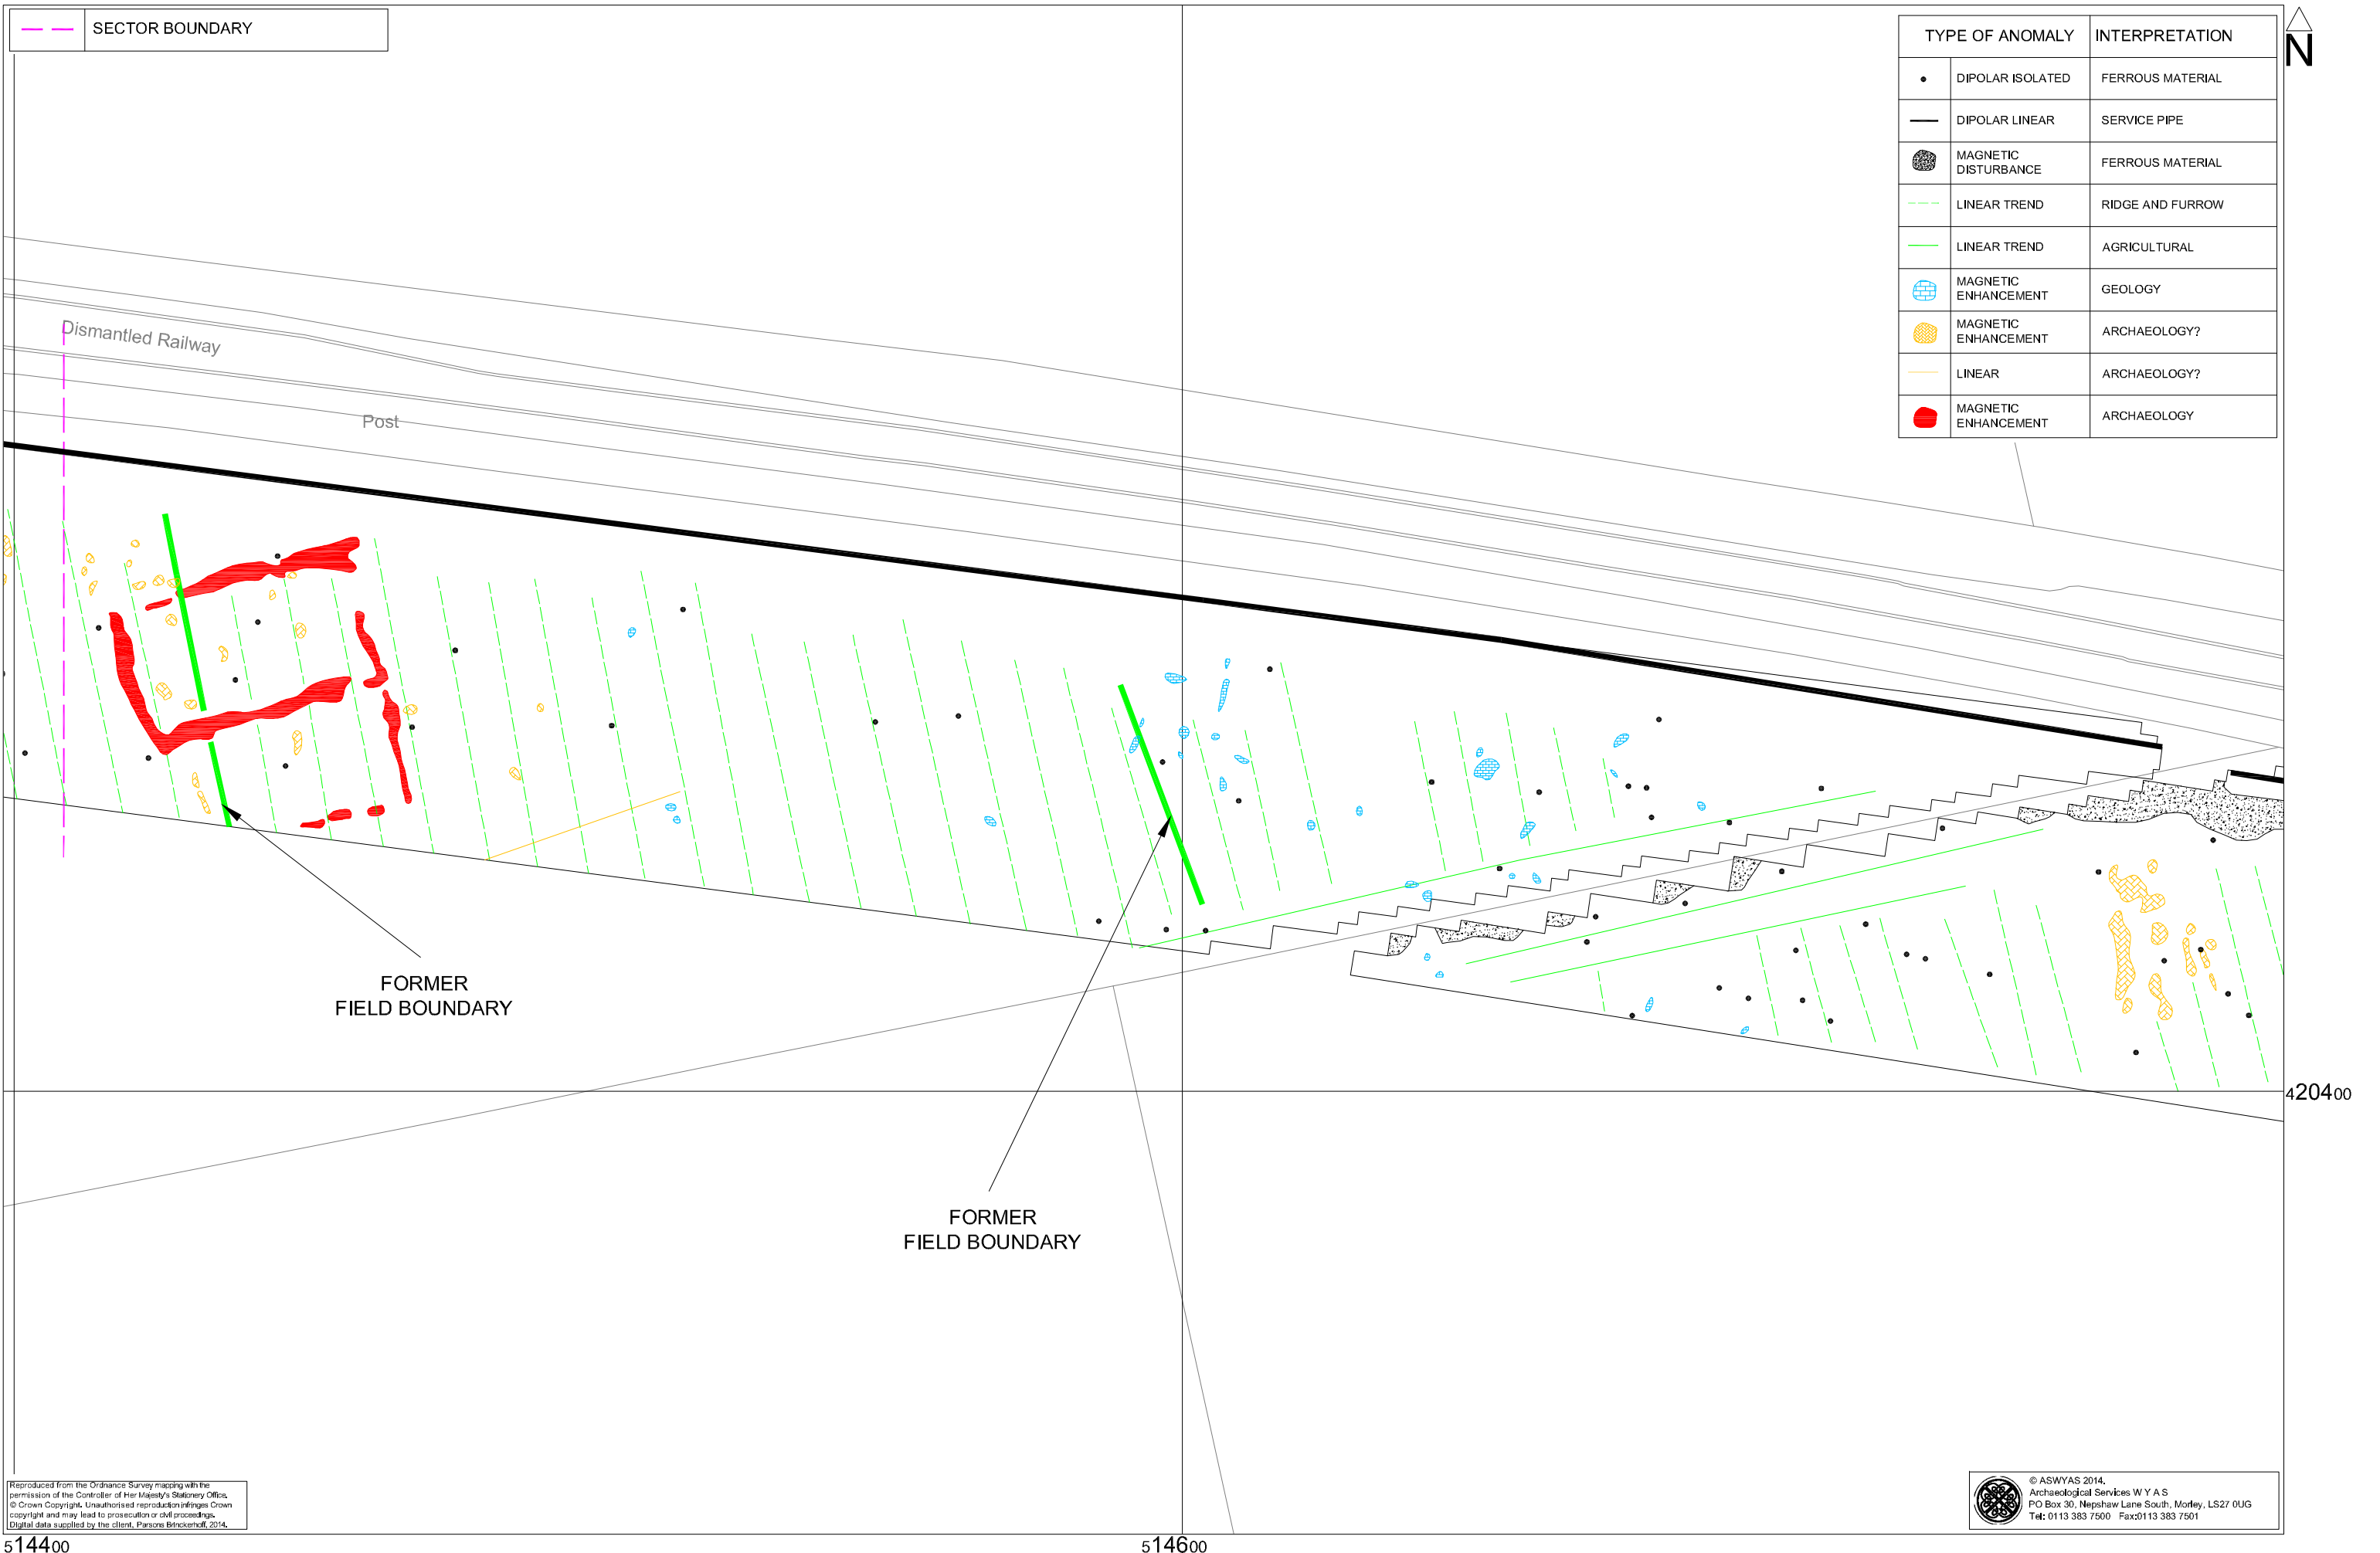 SECTOR BOUNDARY
N
TYPE OF ANOMALY INTERPRETATION
DIPOLAR ISOLATED FERROUS MATERIAL
DIPOLAR LINEAR SERVICE PIPE
MAGNETIC
DISTURBANCE FERROUS MATERIAL
LINEAR TREND RIDGE AND FURROW
LINEAR TREND AGRICULTURAL
MAGNETIC
ENHANCEMENT GEOLOGY
MAGNETIC
ENHANCEMENT ARCHAEOLOGY?
LINEAR ARCHAEOLOGY?
MAGNETIC
ENHANCEMENT ARCHAEOLOGY
Dismantled Railway
Post
FORMER
FIELD BOUNDARY
FORMER
FIELD BOUNDARY
420400
Reproduced from the Ordnance Survey mapping with the
permission of the Controller of Her Majesty's Stationery Office.
© Crown Copyright. Unauthorised reproduction infringes Crown
copyright and may lead to prosecution or civil proceedings.
Digital data supplied by the client, Parsons Brinckerhoff, 2014.
© ASWYAS 2014.
Archaeological Services W Y A S
PO Box 30, Nepshaw Lane South, Morley, LS27 0UG
Tel: 0113 383 7500 Fax:0113 383 7501
514400
514600